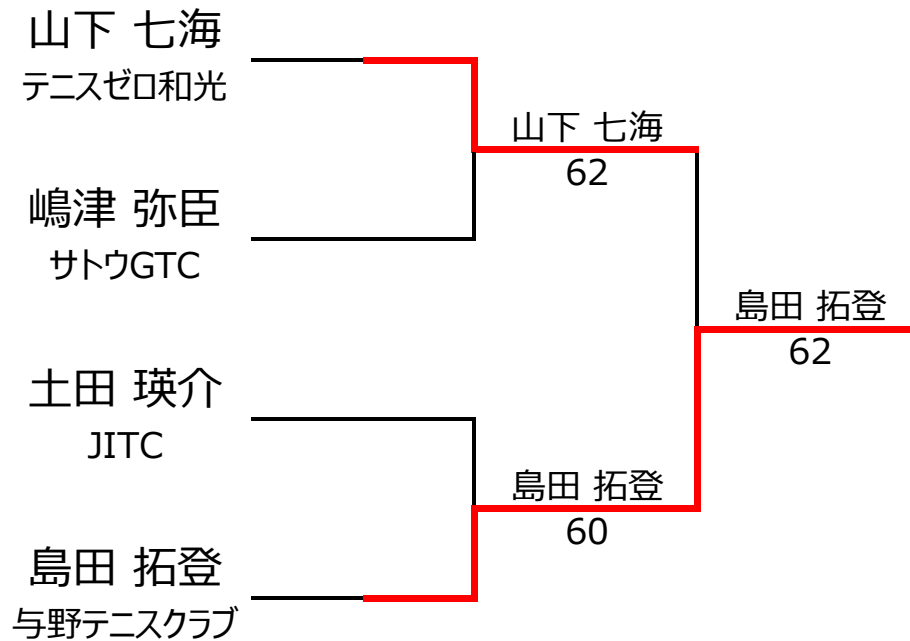 山下 七海
テニスゼロ和光
山下 七海
62
嶋津 弥臣
サトウGTC
島田 拓登
62
土田 瑛介
JITC
島田 拓登
60
島田 拓登
与野テニスクラブ